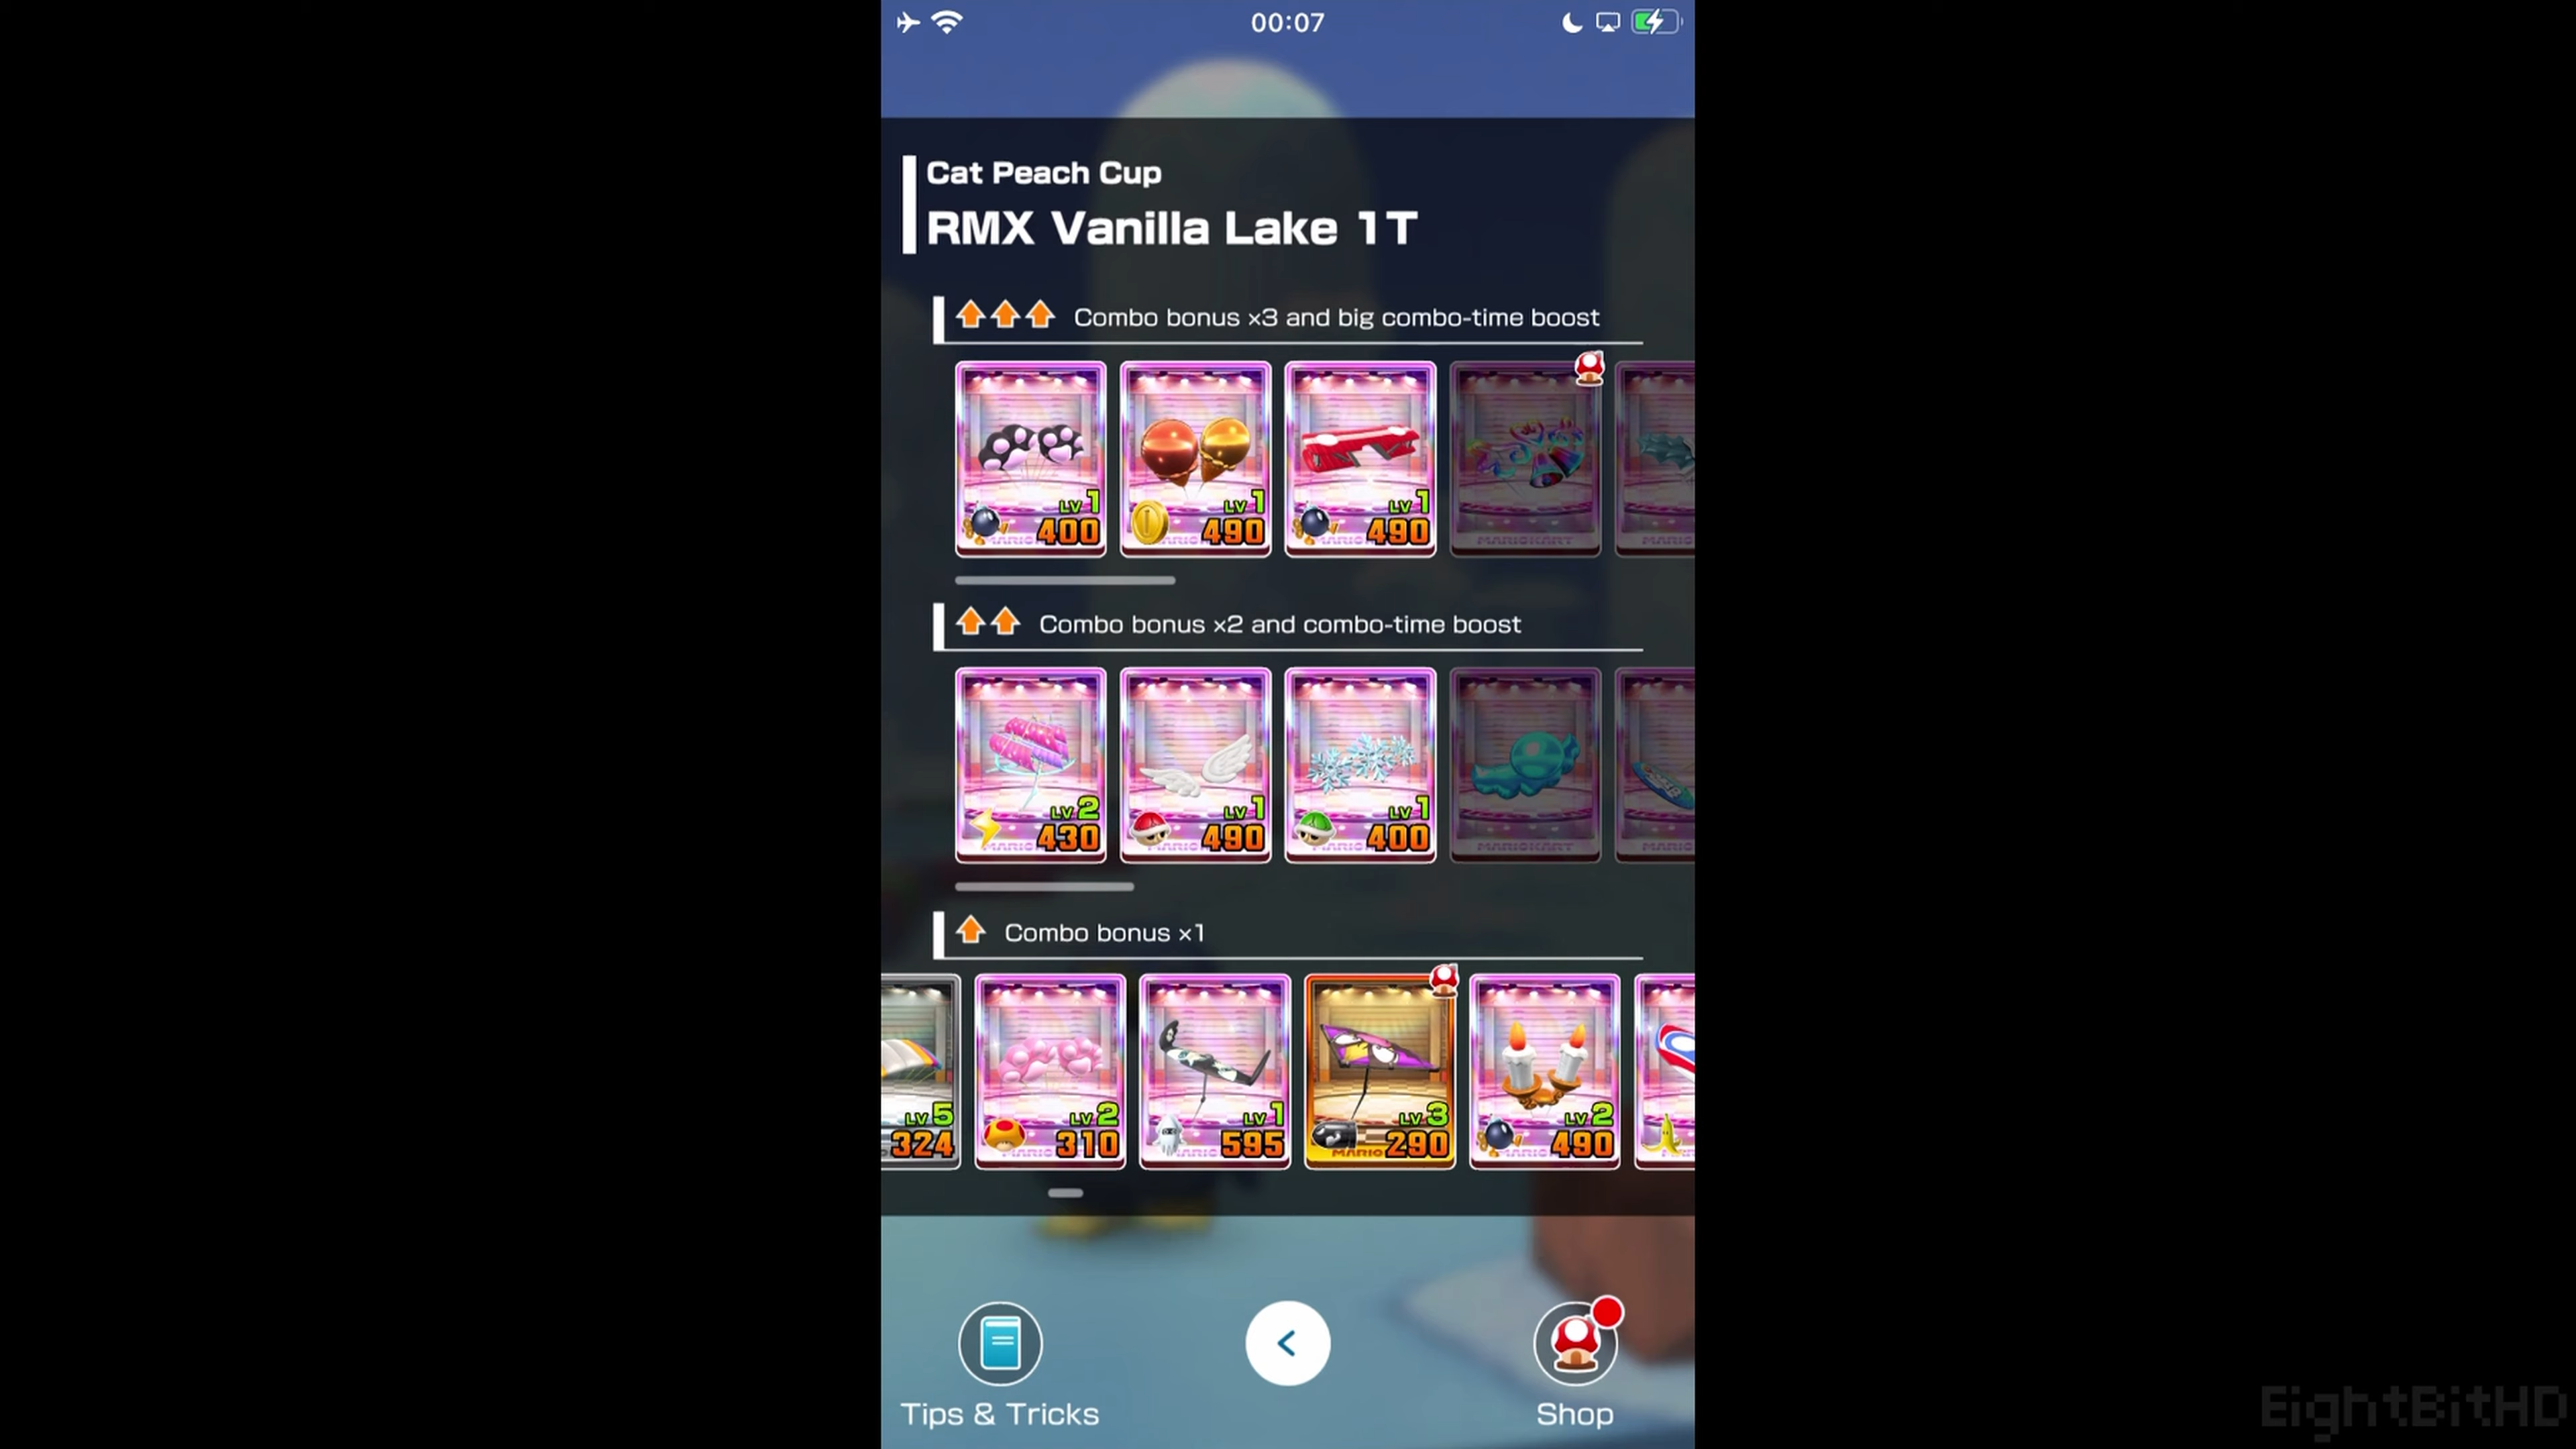 00:07
Cat Peach Cup
RMX Vanilla Lake 1T
Combo bonus ×3 and big combo-time boost
LV1 LV1 LV1
400 490 490
MARIOKART
Combo bonus ×2 and combo-time boost
LV2 LV1 LV1
430 490 400
MARIOKART
Combo bonus ×1
LV5 LV2 LV1 LV3 LV2
324 310 595 290 490
Tips & Tricks
Shop
EightBitHD